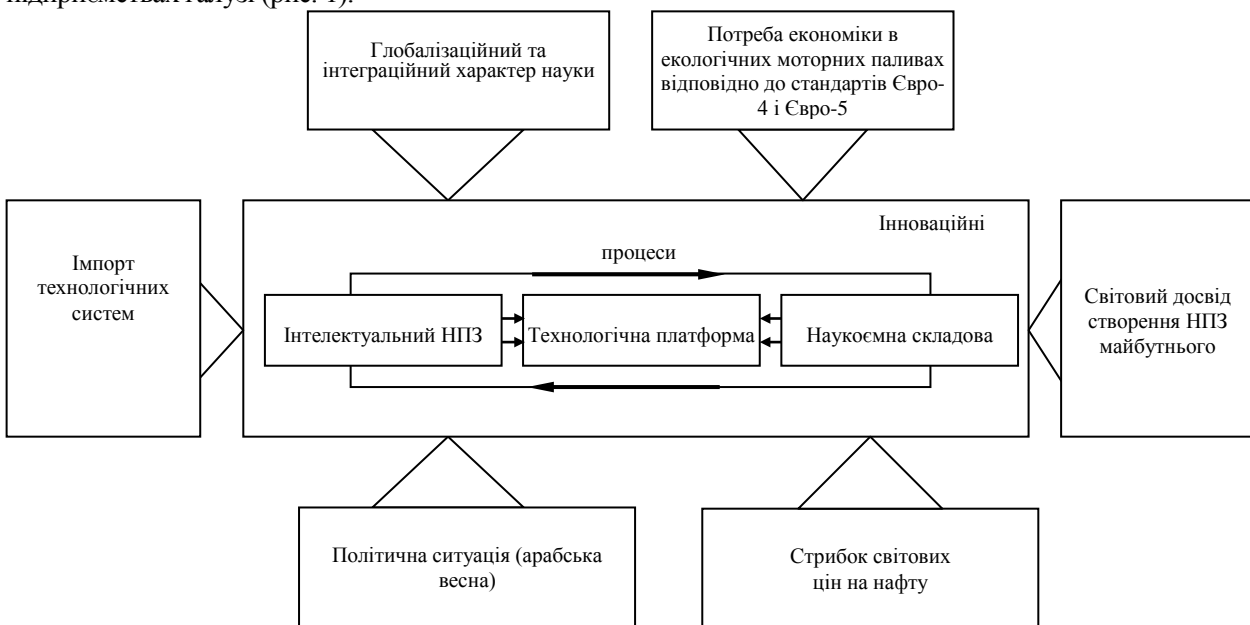 підприємствах галузі (рис. 1).
Глобалізаційний та
інтеграційний характер науки
Потреба економіки в
екологічних моторних паливах
відповідно до стандартів Євро-
4 і Євро-5
Імпорт
технологічних
систем
Інноваційні
процеси
Інтелектуальний НПЗ
Технологічна платформа
Наукоємна складова
Світовий досвід
створення НПЗ
майбутнього
Політична ситуація (арабська
весна)
Стрибок світових
цін на нафту